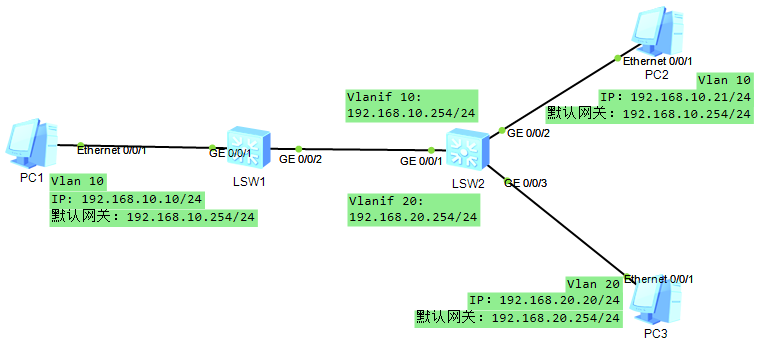 Ethernet 0/0/1
PC2
Vlan 10
IP: 192.168.10.21/24
默认网关: 192.168.10.254/24
Vlanif 10:
192.168.10.254/24
GE 0/0/2
Ethernet 0/0/1
GE 0/0/1
GE 0/0/2
GE 0/0/1
PC1
LSW1
LSW2
Vlan 10
IP: 192.168.10.10/24
默认网关: 192.168.10.254/24
Vlanif 20:
192.168.20.254/24
GE 0/0/3
Ethernet 0/0/1
Vlan 20
IP: 192.168.20.20/24
默认网关: 192.168.20.254/24
PC3